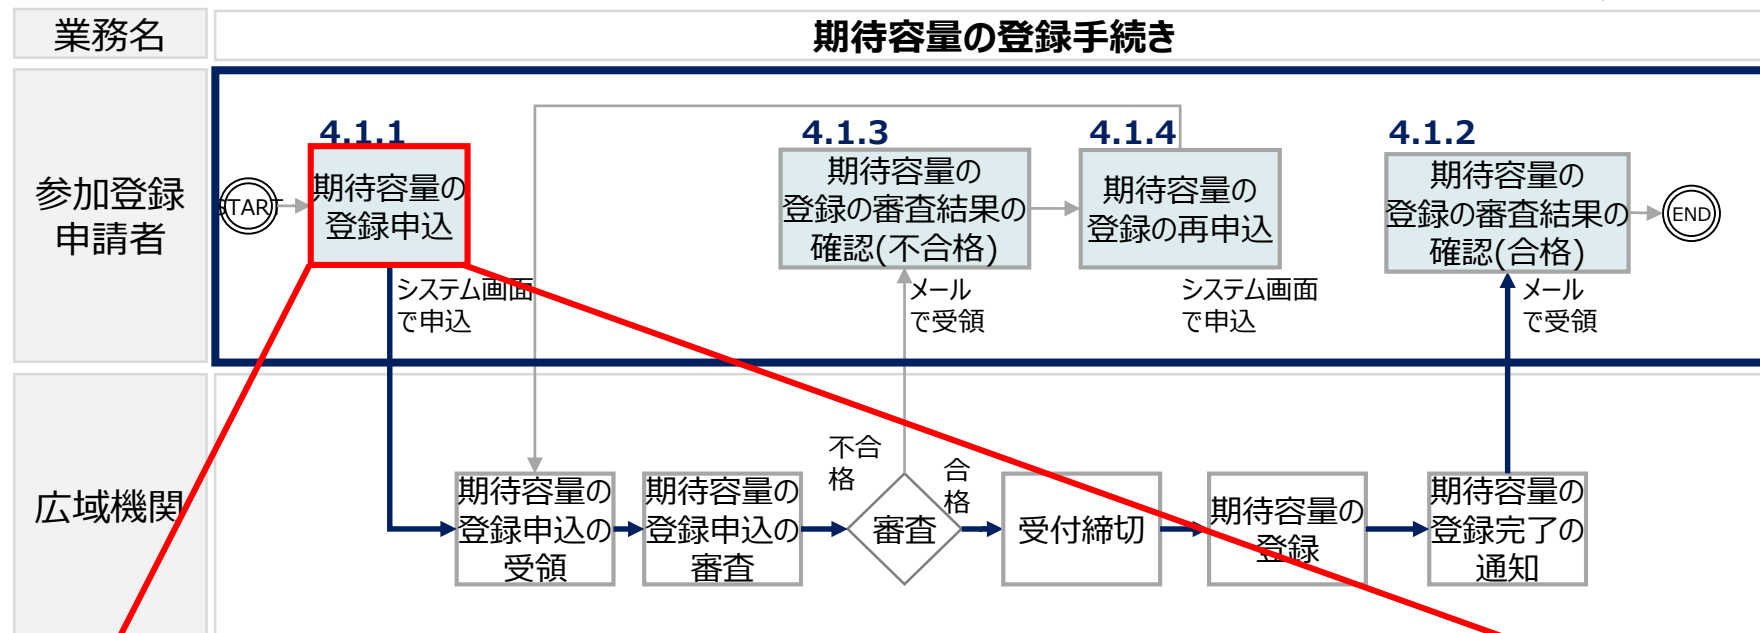 業務名
期待容量の登録手続き
参加登録
申請者
START
4.1.1
期待容量の
登録申込
システム画面
で申込
4.1.3
期待容量の
登録の審査結果の
確認(不合格)
メール
で受領
4.1.4
期待容量の
登録の再申込
システム画面
で申込
4.1.2
期待容量の
登録の審査結果の
確認(合格)
メール
で受領
END
広域機関
期待容量の
登録申込の
受領
期待容量の
登録申込の
審査
不合
格
審査
合
格
受付締切
期待容量の
登録
期待容量の
登録完了の
通知